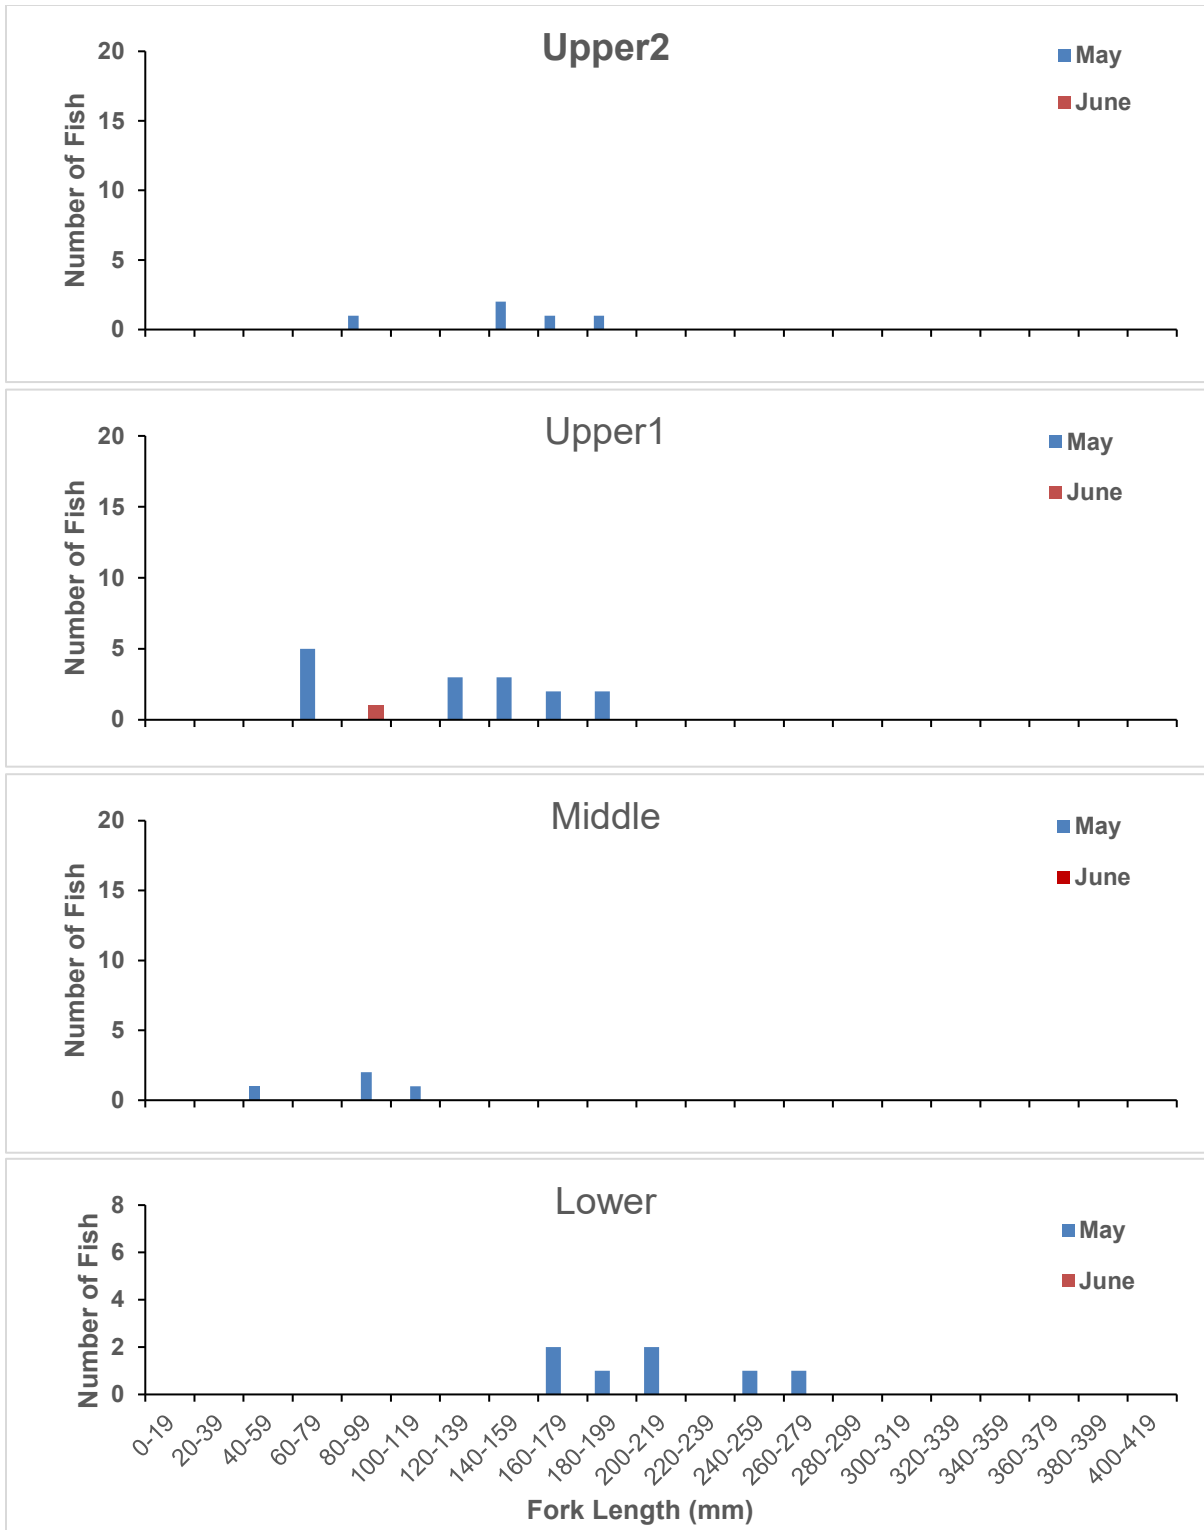 Upper2
May
June
Number of Fish
20
15
10
5
0
Upper1
May
June
Number of Fish
20
15
10
5
0
Middle
May
June
Number of Fish
20
15
10
5
0
Lower
May
June
Number of Fish
8
6
4
2
0
0-19
20-39
40-59
60-79
80-99
100-119
120-139
140-159
160-179
180-199
200-219
220-239
240-259
260-279
280-299
300-319
320-339
340-359
360-379
380-399
400-419
Fork Length (mm)